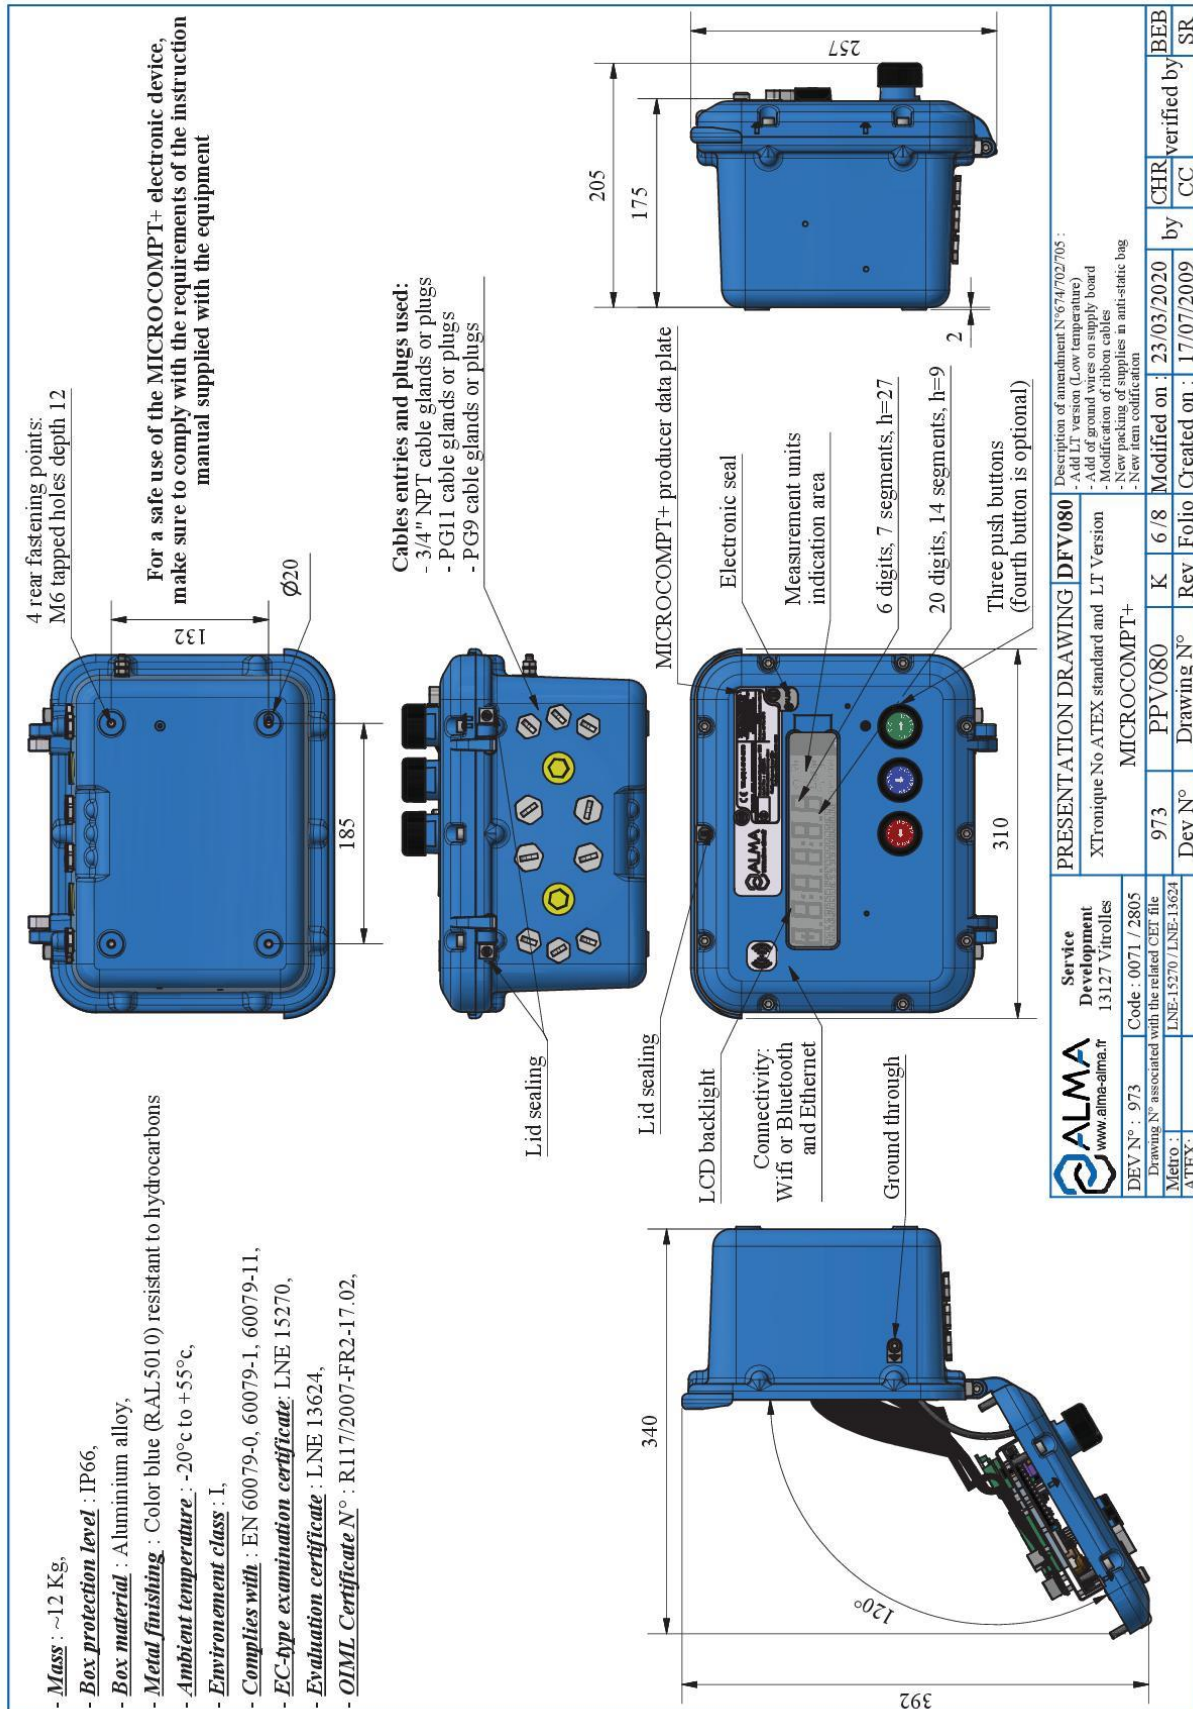 - Mass : ~12 Kg,
- Box protection level : IP66,
- Box material : Aluminium alloy,
- Metal finishing : Color blue (RAL5010) resistant to hydrocarbons
- Ambient temperature : -20°c to +55°c,
- Environement class : I,
- Complies with : EN 60079-0, 60079-1, 60079-11,
- EC-type examination certificate: LNE 15270,
- Evaluation certificate : LNE 13624,
- OIML Certificate N° : R117/2007-FR2-17.02,
4 rear fastening points:
M6 tapped holes depth 12
132
185
Ø20
For a safe use of the MICROCOMPT+ electronic device,
make sure to comply with the requirements of the instruction
manual supplied with the equipment
Cables entries and plugs used:
- 3/4" NPT cable glands or plugs
- PG11 cable glands or plugs
- PG9 cable glands or plugs
Lid sealing
205
175
257
2
340
392
120°
Lid sealing
LCD backlight
Connectivity:
Wifi or Bluetooth
and Ethernet
Ground through
ALMA
310
MICROCOMPT+ producer data plate
Electronic seal
Measurement units
indication area
6 digits, 7 segments, h=27
20 digits, 14 segments, h=9
Three push buttons
(fourth button is optional)
ALMA
www.alma-alma.fr
Service
Development
13127 Vitrolles
DEV N° : 973
Code : 0071 / 2805
Drawing N° associated with the related CET file
Metro :
LNE-15270 / LNE-13624
ATEX:
PRESENTATION DRAWING
DFV080
XTronique No ATEX standard and LT Version
MICROCOMPT+
973
PPV080
K
6 /8
Dev N°
Drawing N°
Rev
Folio
Description of amendment N°674/702/705 :
- Add LT version (Low temperature)
- Add of ground wires on supply board
- Modification of ribbon cables
- New packing of supplies in anti-static bag
- New item codification
Modified on : 23/03/2020
by
CHR
verified by
BEB
Created on : 17/07/2009
CC
SR